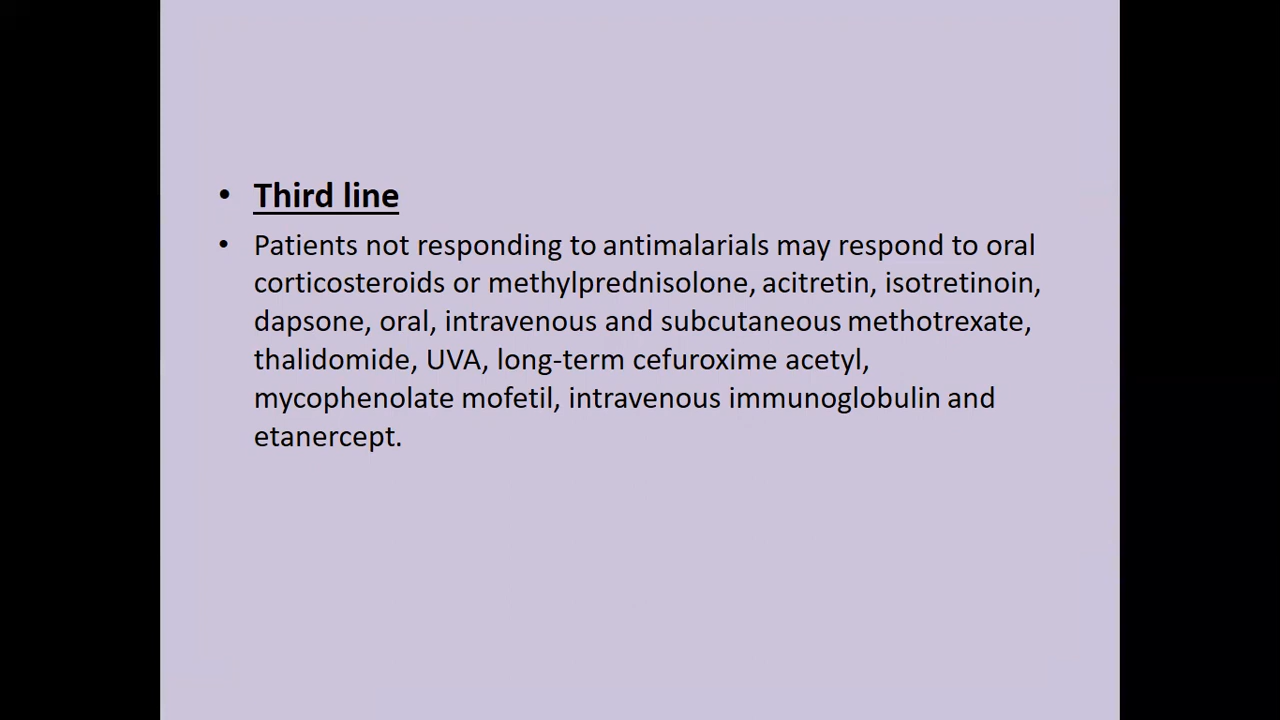 • Third line
• Patients not responding to antimalarials may respond to oral
corticosteroids or methylprednisolone, acitretin, isotretinoin,
dapsone, oral, intravenous and subcutaneous methotrexate,
thalidomide, UVA, long-term cefuroxime acetyl,
mycophenolate mofetil, intravenous immunoglobulin and
etanercept.